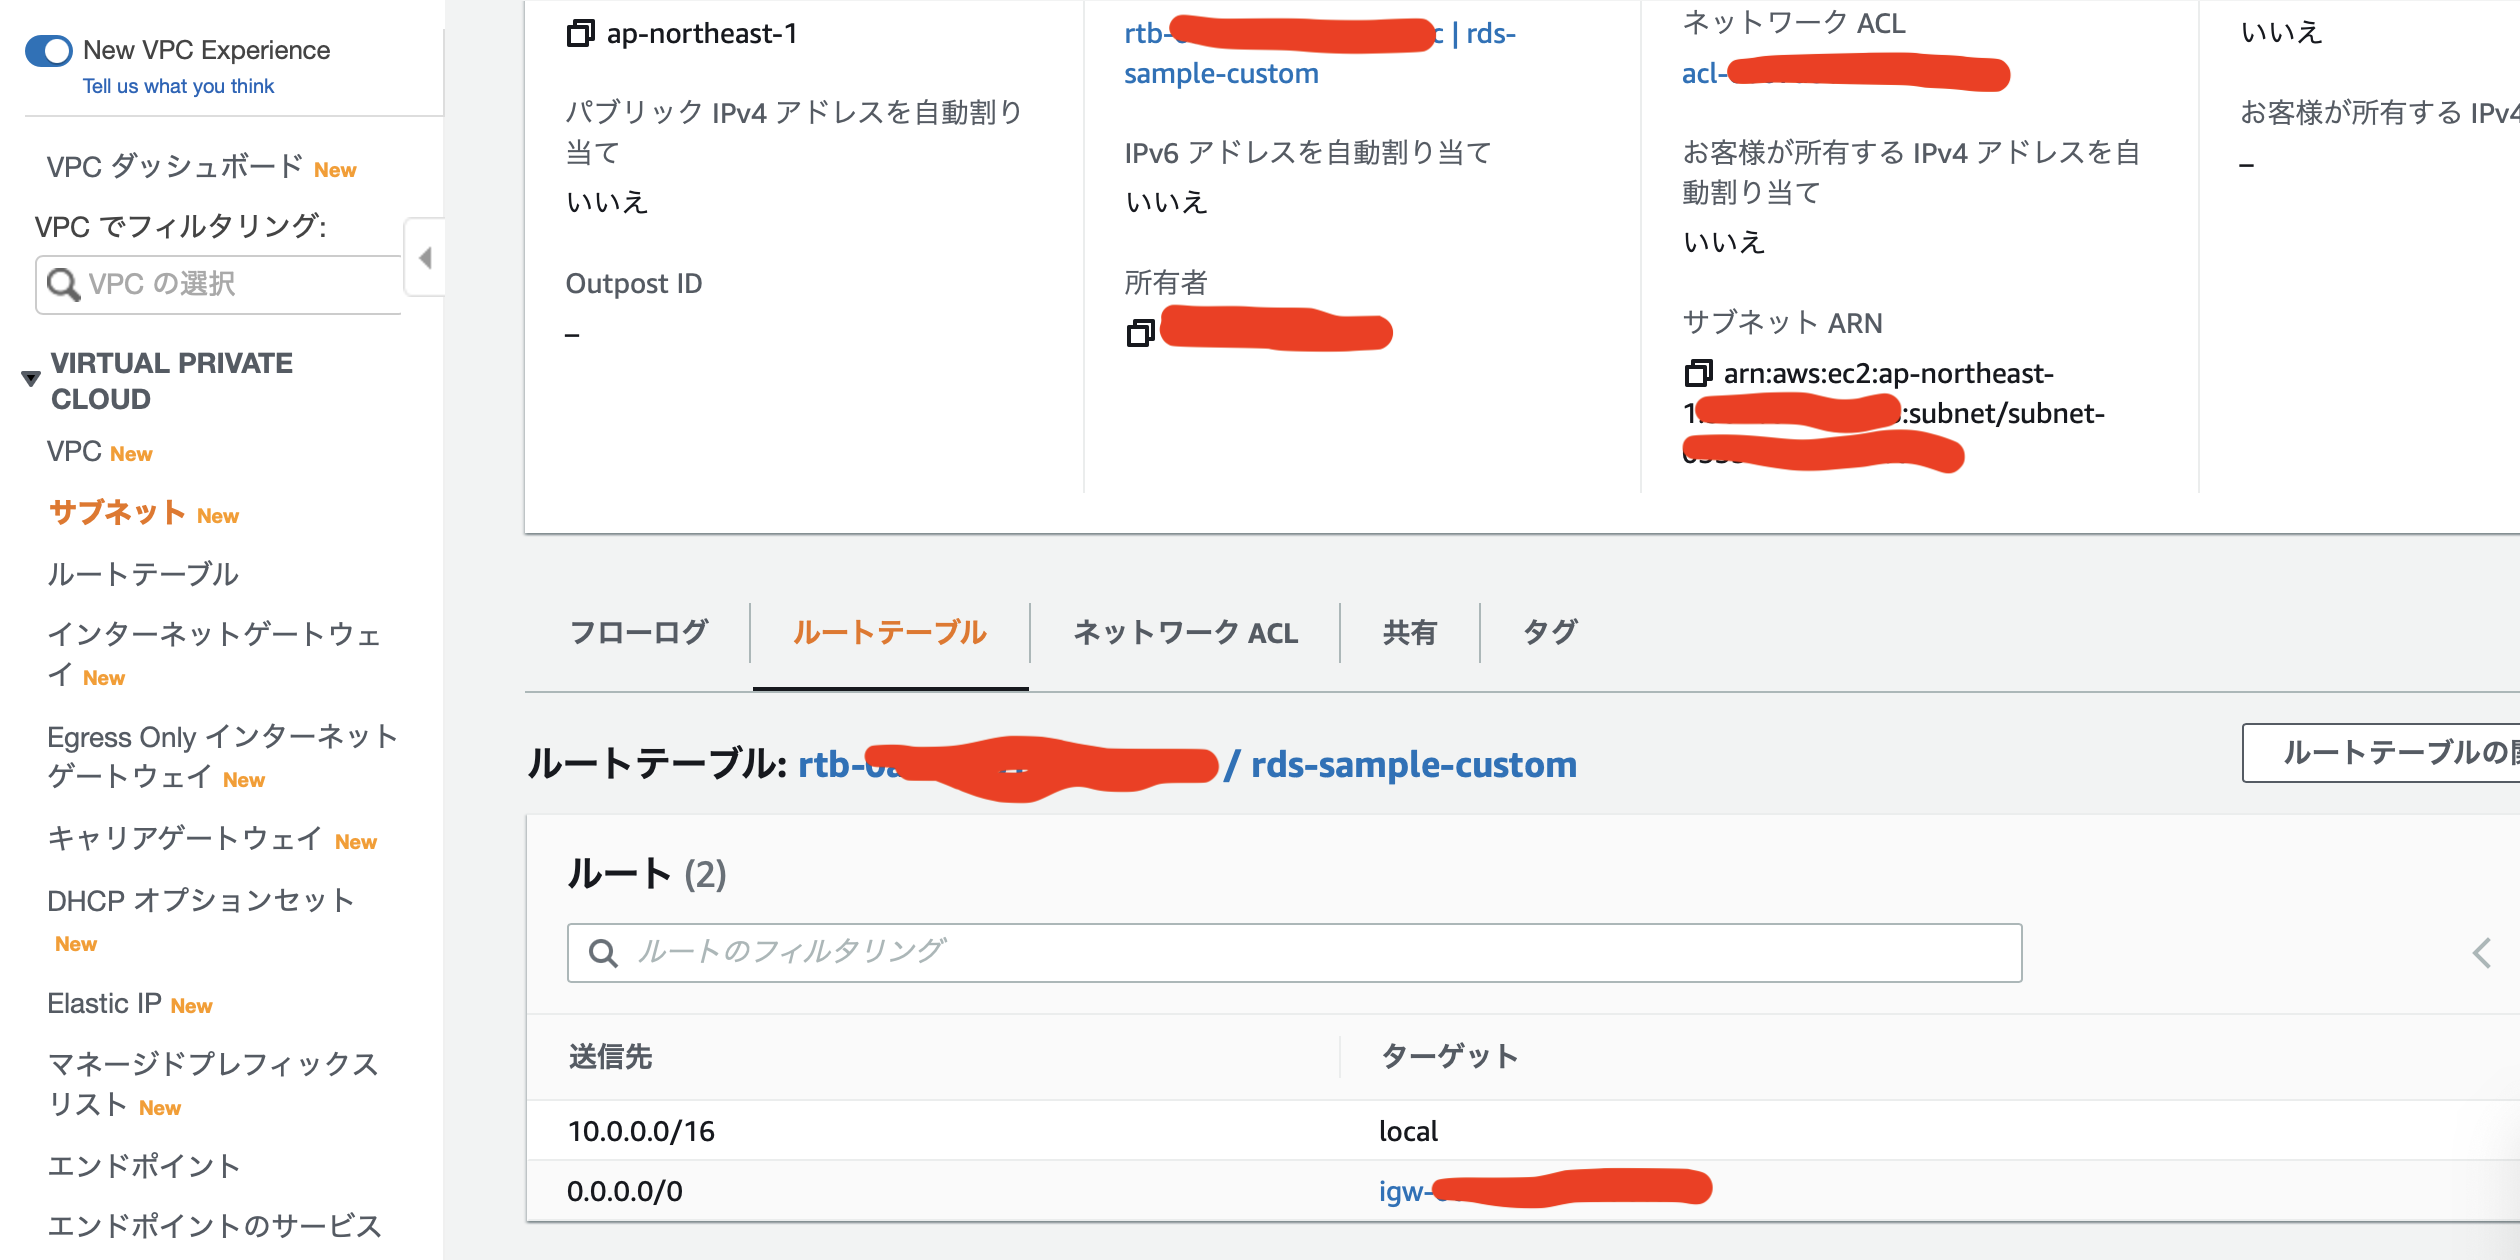 New VPC Experience
Tell us what you think
VPC ダッシュボード New
VPC でフィルタリング:
VPC の選択
VIRTUAL PRIVATE
CLOUD
VPC New
サブネット New
ルートテーブル
インターネットゲートウェ
イ New
Egress Only インターネット
ゲートウェイ New
キャリアゲートウェイ New
DHCP オプションセット
New
Elastic IP New
マネージドプレフィックス
リスト New
エンドポイント
エンドポイントのサービス
ap-northeast-1
パブリック IPv4 アドレスを自動割り
当て
いいえ
Outpost ID
–
rtb- c | rds-
sample-custom
IPv6 アドレスを自動割り当て
いいえ
所有者
ネットワーク ACL
acl-
お客様が所有する IPv4 アドレスを自
動割り当て
いいえ
サブネット ARN
arn:aws:ec2:ap-northeast-
1: :subnet/subnet-
いいえ
お客様が所有する IPv4
–
フローログ
ルートテーブル
ネットワーク ACL
共有
タグ
ルートテーブル: rtb-0a / rds-sample-custom
ルートテーブルの
ルート (2)
ルートのフィルタリング
送信先 ターゲット
10.0.0.0/16 local
0.0.0.0/0 igw-